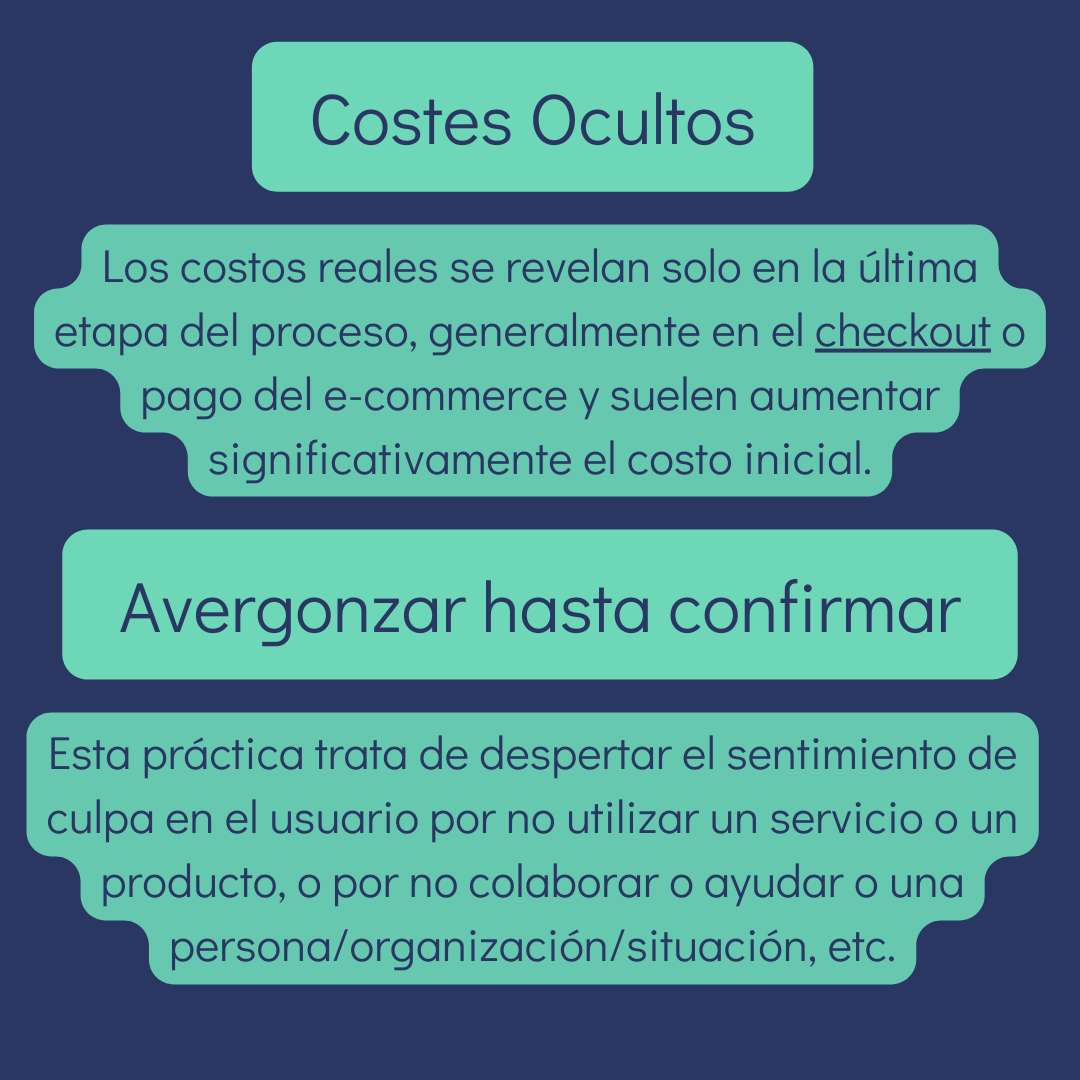 Costes Ocultos
Los costos reales se revelan solo en la última
etapa del proceso, generalmente en el checkout o
pago del e-commerce y suelen aumentar
significativamente el costo inicial.
Avergonzar hasta confirmar
Esta práctica trata de despertar el sentimiento de
culpa en el usuario por no utilizar un servicio o un
producto, o por no colaborar o ayudar o una
persona/organización/situación, etc.